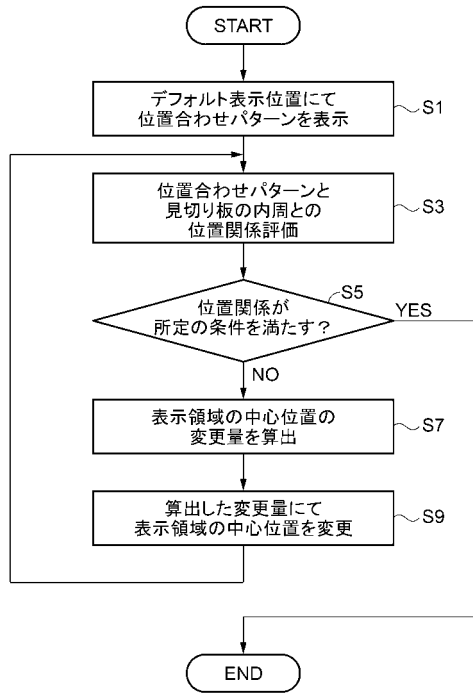 START
デフォルト表示位置にて
位置合わせパターンを表示
S1
位置合わせパターンと
見切り板の内周との
位置関係評価
S3
S5
位置関係が
所定の条件を満たす？
YES
NO
表示領域の中心位置の
変更量を算出
S7
算出した変更量にて
表示領域の中心位置を変更
S9
END